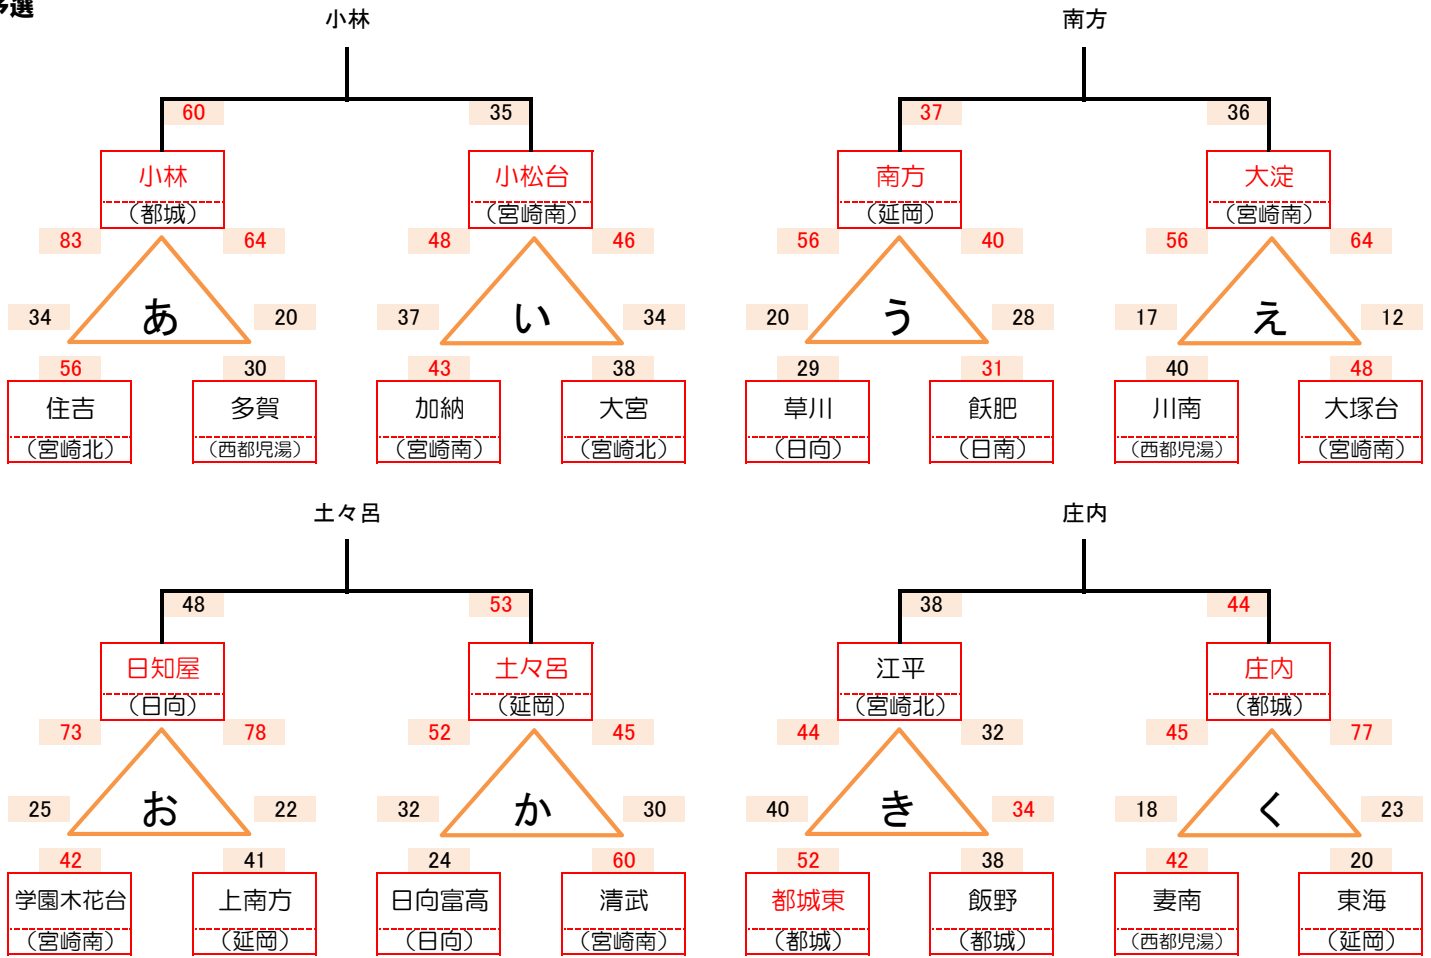 選
小林 南方
60 35 37 36
小林 小松台 南方 大淀
（都城） （宮崎南） （延岡） （宮崎南）
83 64 48 46 56 40 56 64
34 あ 20 37 い 34 20 う 28 17 え 12
56 30 43 38 29 31 40 48
住吉 多賀 加納 大宮 草川 飫肥 川南 大塚台
（宮崎北） （西都児湯） （宮崎南） （宮崎北） （日向） （日南） （西都児湯） （宮崎南）
土々呂 庄内
48 53 38 44
日知屋 土々呂 江平 庄内
（日向） （延岡） （宮崎北） （都城）
73 78 52 45 44 32 45 77
25 お 22 32 か 30 40 き 34 18 く 23
42 41 24 60 52 38 42 20
学園木花台 上南方 日向富高 清武 都城東 飯野 妻南 東海
（宮崎南） （延岡） （日向） （宮崎南） （都城） （都城） （西都児湯） （延岡）